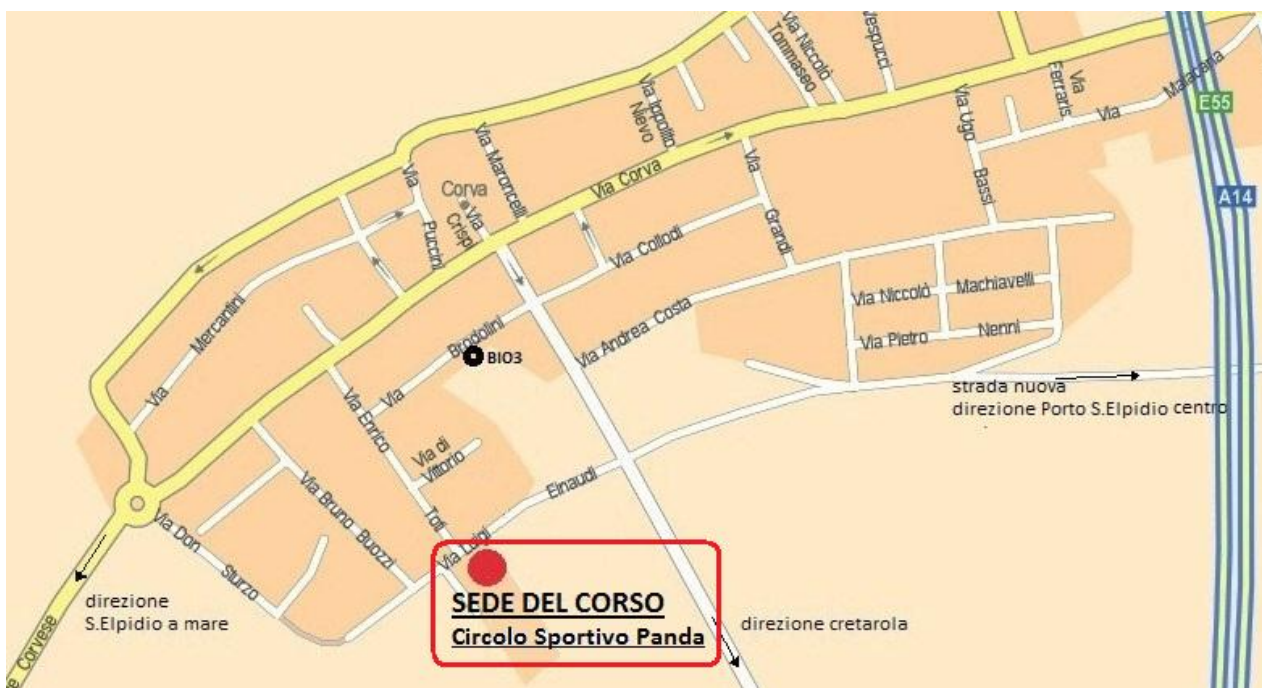 Via Niccolò
Tommaseo
Vespucci
Via
Ferraris
Via
Malagana
E55
A14
Via Ippolito
Nievo
Via Ugo
Bassi
Via Maroncelli
Via Corva
Via
Puccini
Corva
Via
Crispi
Via
Grandi
Via Collodi
Via Mercantini
Via Andrea Costa
Via Niccolò Machiavelli
Via Pietro Nenni
Via Brodolini
BIO3
strada nuova
direzione Porto S.Elpidio centro
Via Enrico Toti
Via di
Vittorio
Via Bruno Buozzi
Via Luigi Einaudi
Via Don Sturzo
SEDE DEL CORSO
Circolo Sportivo Panda
direzione
S.Elpidio a mare
direzione cretarola
e Corvese